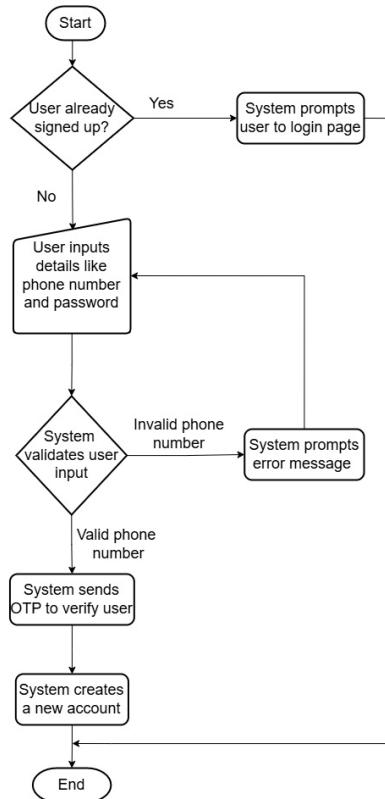 Start
User already
signed up?
Yes
System prompts
user to login page
No
User inputs
details like
phone number
and password
System
validates user
input
Invalid phone
number
System prompts
error message
Valid phone
number
System sends
OTP to verify user
System creates
a new account
End